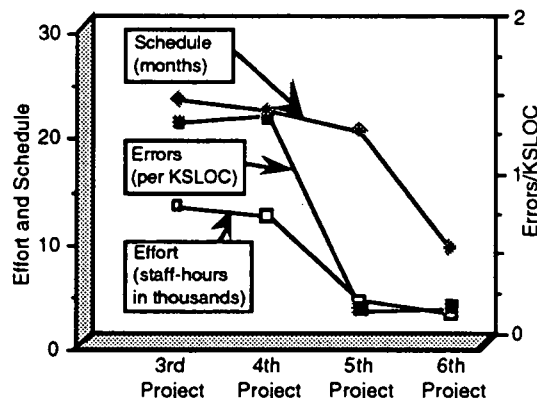 30
20
10
0
Effort and Schedule
Schedule
(months)
Errors
(per KSLOC)
Effort
(staff-hours
in thousands)
2
1
0
Errors/KSLOC
3rd
Project
4th
Project
5th
Project
6th
Project